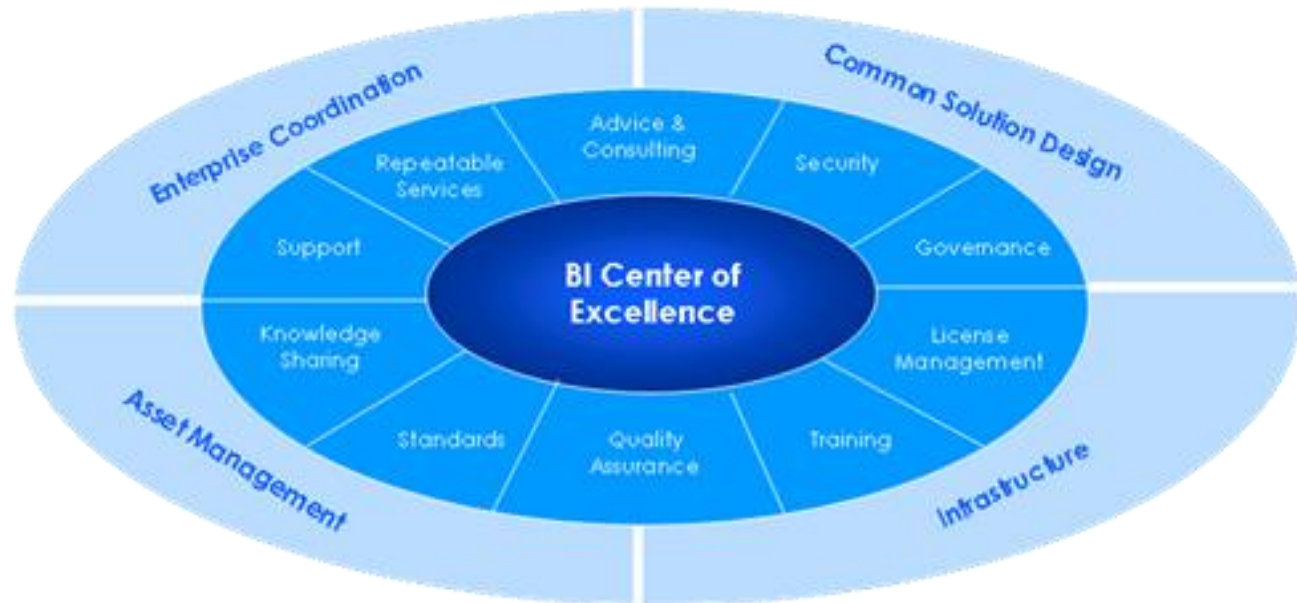 Enterprise Coordination
Common Solution Design
Advice &
Consulting
Repeatable
Services
Security
Support
Governance
BI Center of
Excellence
Knowledge
Sharing
License
Management
Standards
Quality
Assurance
Training
Asset Management
Infrastructure